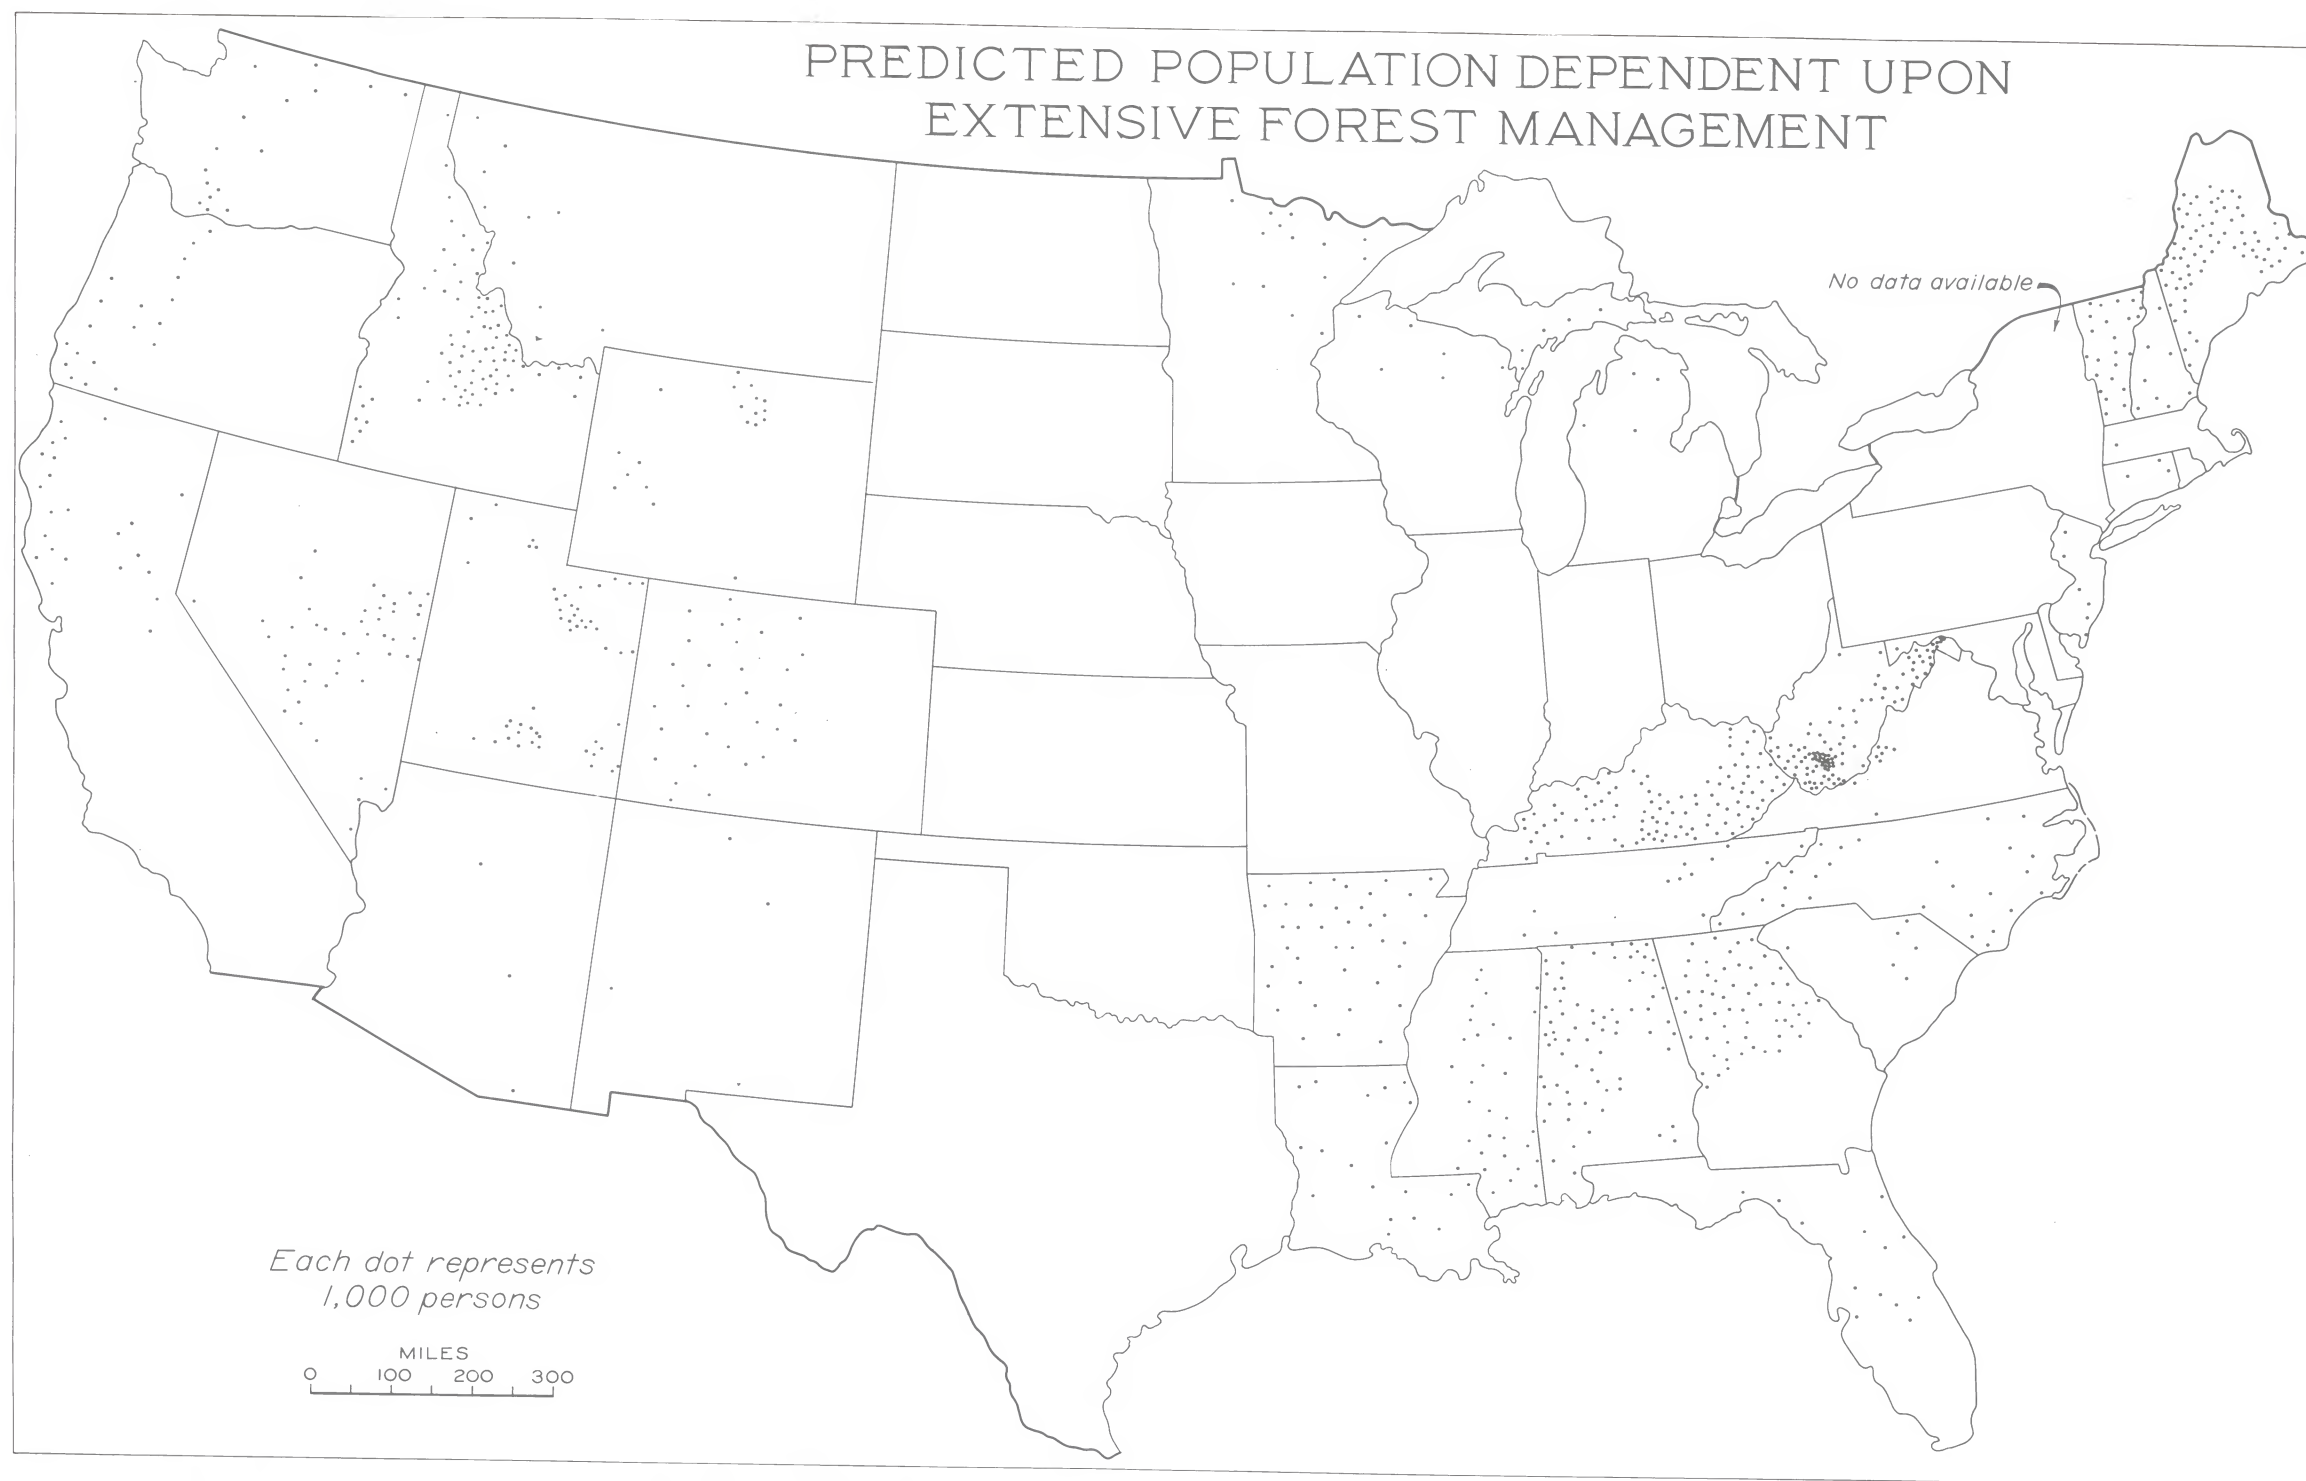 PREDICTED POPULATION DEPENDENT UPON
EXTENSIVE FOREST MANAGEMENT
No data available
Each dot represents
1,000 persons
MILES
0 100 200 300